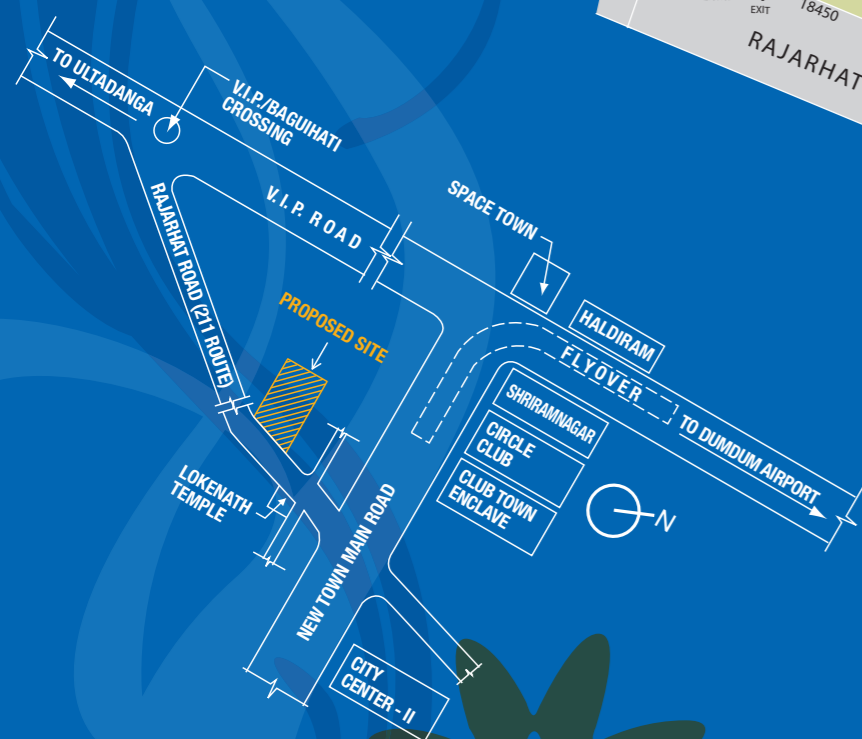 EXIT
18450
RAJARHAT
TO ULTADANGA
V.I.P./BAGUIHATI
CROSSING
V.I.P. ROAD
SPACE TOWN
RAJARHAT ROAD (211 ROUTE)
PROPOSED SITE
HALDIRAM
FLYOVER
SHRIRAMNAGAR
TO DUMDUM AIRPORT
CIRCLE
CLUB
CLUB TOWN
ENCLAVE
LOKENATH
TEMPLE
N
NEW TOWN MAIN ROAD
CITY
CENTER - II